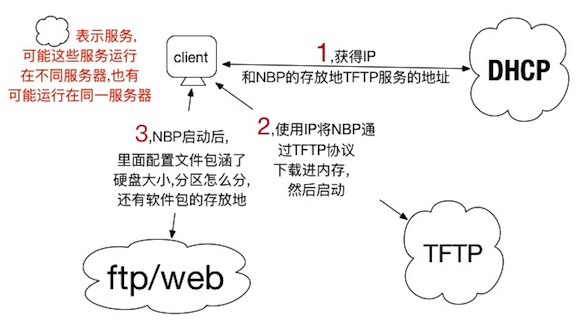 表示服务,
可能这些服务运行
在不同服务器,也有
可能运行在同一服务器
client
1,获得IP
和NBP的存放地TFTP服务的地址
DHCP
3,NBP启动后,
里面配置文件包涵了
硬盘大小,分区怎么分,
还有软件包的存放地
2,使用IP将NBP通
过TFTP协议
下载进内存,
然后启动
ftp/web
TFTP